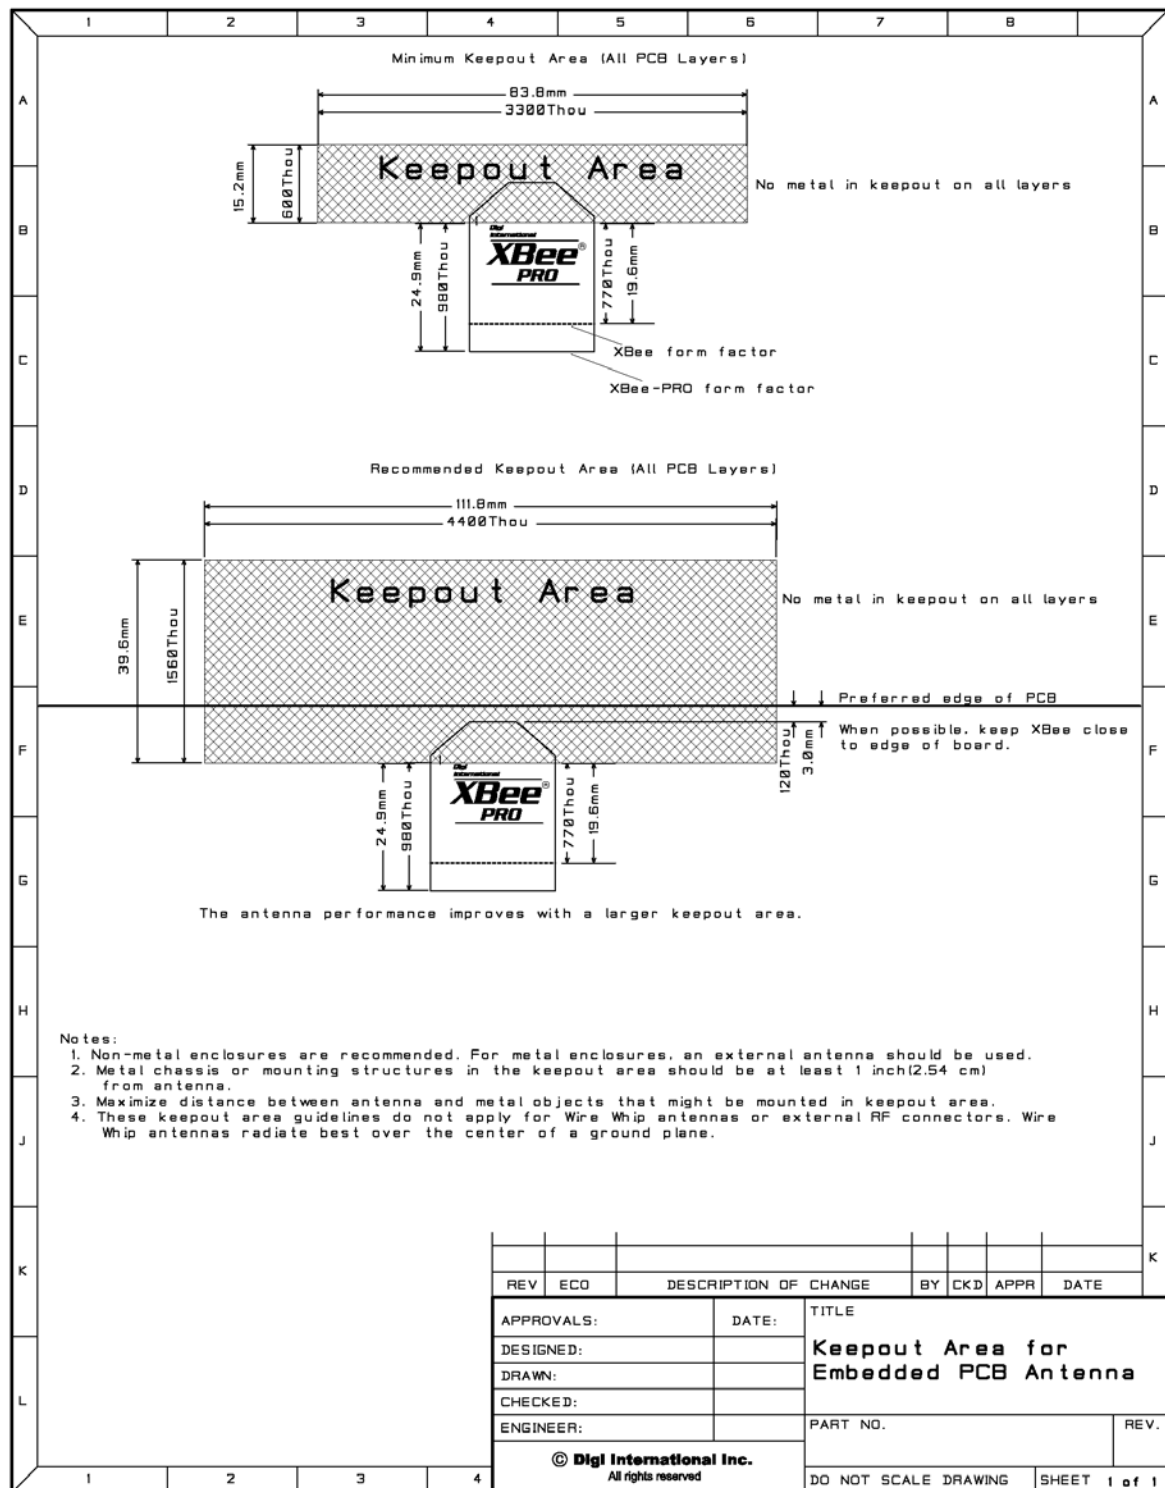 1 2 3 4 5 6 7 8
Minimum Keepout Area (All PCB Layers)
83.8mm
3300Thou
A A
Keepout Area
15.2mm
600Thou
No metal in keepout on all layers
B B
Digi
International
XBee®
PRO
24.9mm
980Thou
770Thou
19.6mm
XBee form factor
C C
XBee-PRO form factor
Recommended Keepout Area (All PCB Layers)
D D
111.8mm
4400Thou
Keepout Area
No metal in keepout on all layers
E E
39.6mm
1560Thou
Preferred edge of PCB
When possible, keep XBee close
to edge of board.
F F
120Thou
3.0mm
Digi
International
XBee®
PRO
24.9mm
980Thou
770Thou
19.6mm
G G
The antenna performance improves with a larger keepout area.
H H
Notes:
1. Non-metal enclosures are recommended. For metal enclosures, an external antenna should be used.
2. Metal chassis or mounting structures in the keepout area should be at least 1 inch(2.54 cm)
from antenna.
3. Maximize distance between antenna and metal objects that might be mounted in keepout area.
4. These keepout area guidelines do not apply for Wire Whip antennas or external RF connectors. Wire
Whip antennas radiate best over the center of a ground plane.
J J
K K
REV ECO DESCRIPTION OF CHANGE BY CKD APPR DATE
APPROVALS: DATE: TITLE
DESIGNED:
Keepout Area for
Embedded PCB Antenna
DRAWN:
CHECKED:
L
ENGINEER: PART NO. REV.
© Digi International Inc.
All rights reserved
DO NOT SCALE DRAWING SHEET 1 of 1
1 2 3 4